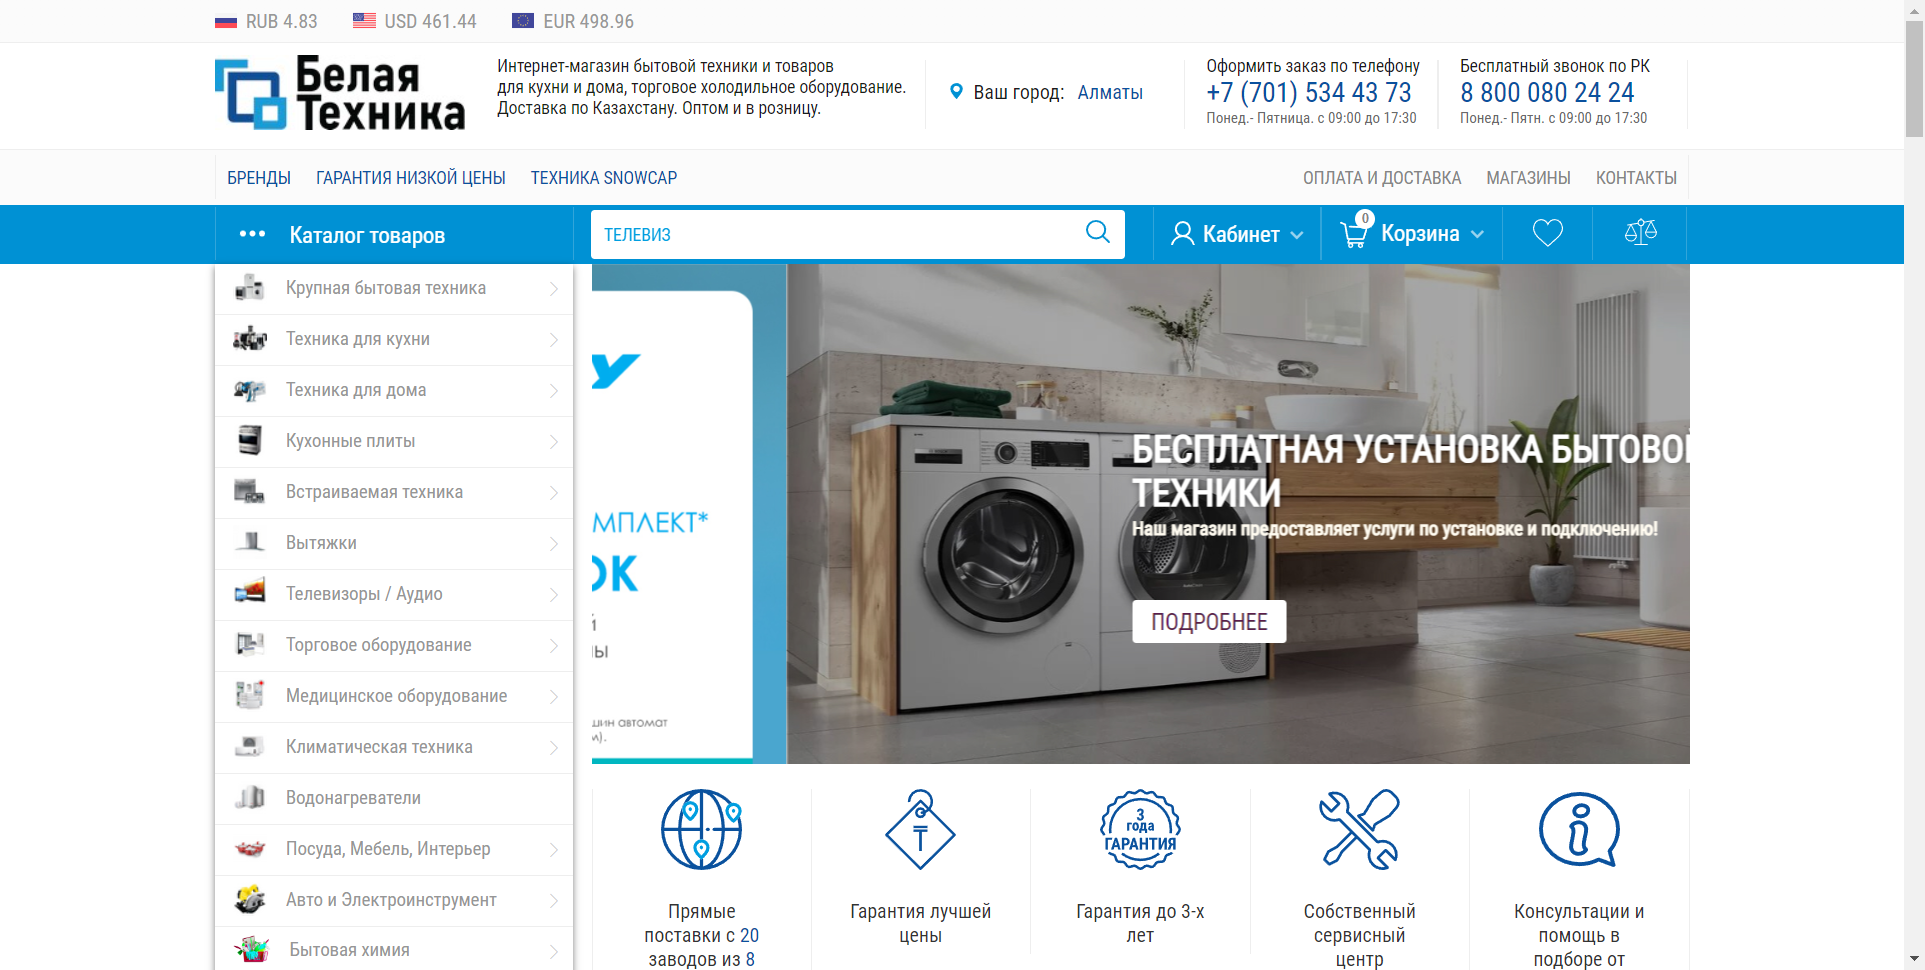 RUB 4.83 USD 461.44 EUR 498.96
Белая
Техника
Интернет-магазин бытовой техники и товаров
для кухни и дома, торговое холодильное оборудование.
Доставка по Казахстану. Оптом и в розницу.
Ваш город: Алматы
Оформить заказ по телефону
+7 (701) 534 43 73
Понед.- Пятница. с 09:00 до 17:30
Бесплатный звонок по РК
8 800 080 24 24
Понед.- Пятн. с 09:00 до 17:30
БРЕНДЫ ГАРАНТИЯ НИЗКОЙ ЦЕНЫ ТЕХНИКА SNOWCAP
ОПЛАТА И ДОСТАВКА МАГАЗИНЫ КОНТАКТЫ
Каталог товаров
ТЕЛЕВИЗ
Кабинет
0
Корзина
Крупная бытовая техника
Техника для кухни
Техника для дома
Кухонные плиты
Встраиваемая техника
Вытяжки
Телевизоры / Аудио
Торговое оборудование
Медицинское оборудование
Климатическая техника
Водонагреватели
Посуда, Мебель, Интерьер
Авто и Электроинструмент
Бытовая химия
У
МПЛЕКТ*
ОК
й
ны
шин автомат
м).
БЕСПЛАТНАЯ УСТАНОВКА БЫТОВОЙ
ТЕХНИКИ
Наш магазин предоставляет услуги по установке и подключению!
ПОДРОБНЕЕ
Прямые
поставки с 20
заводов из 8
₸
Гарантия лучшей
цены
3
года
ГАРАНТИЯ
Гарантия до 3-х
лет
Собственный
сервисный
центр
Консультации и
помощь в
подборе от